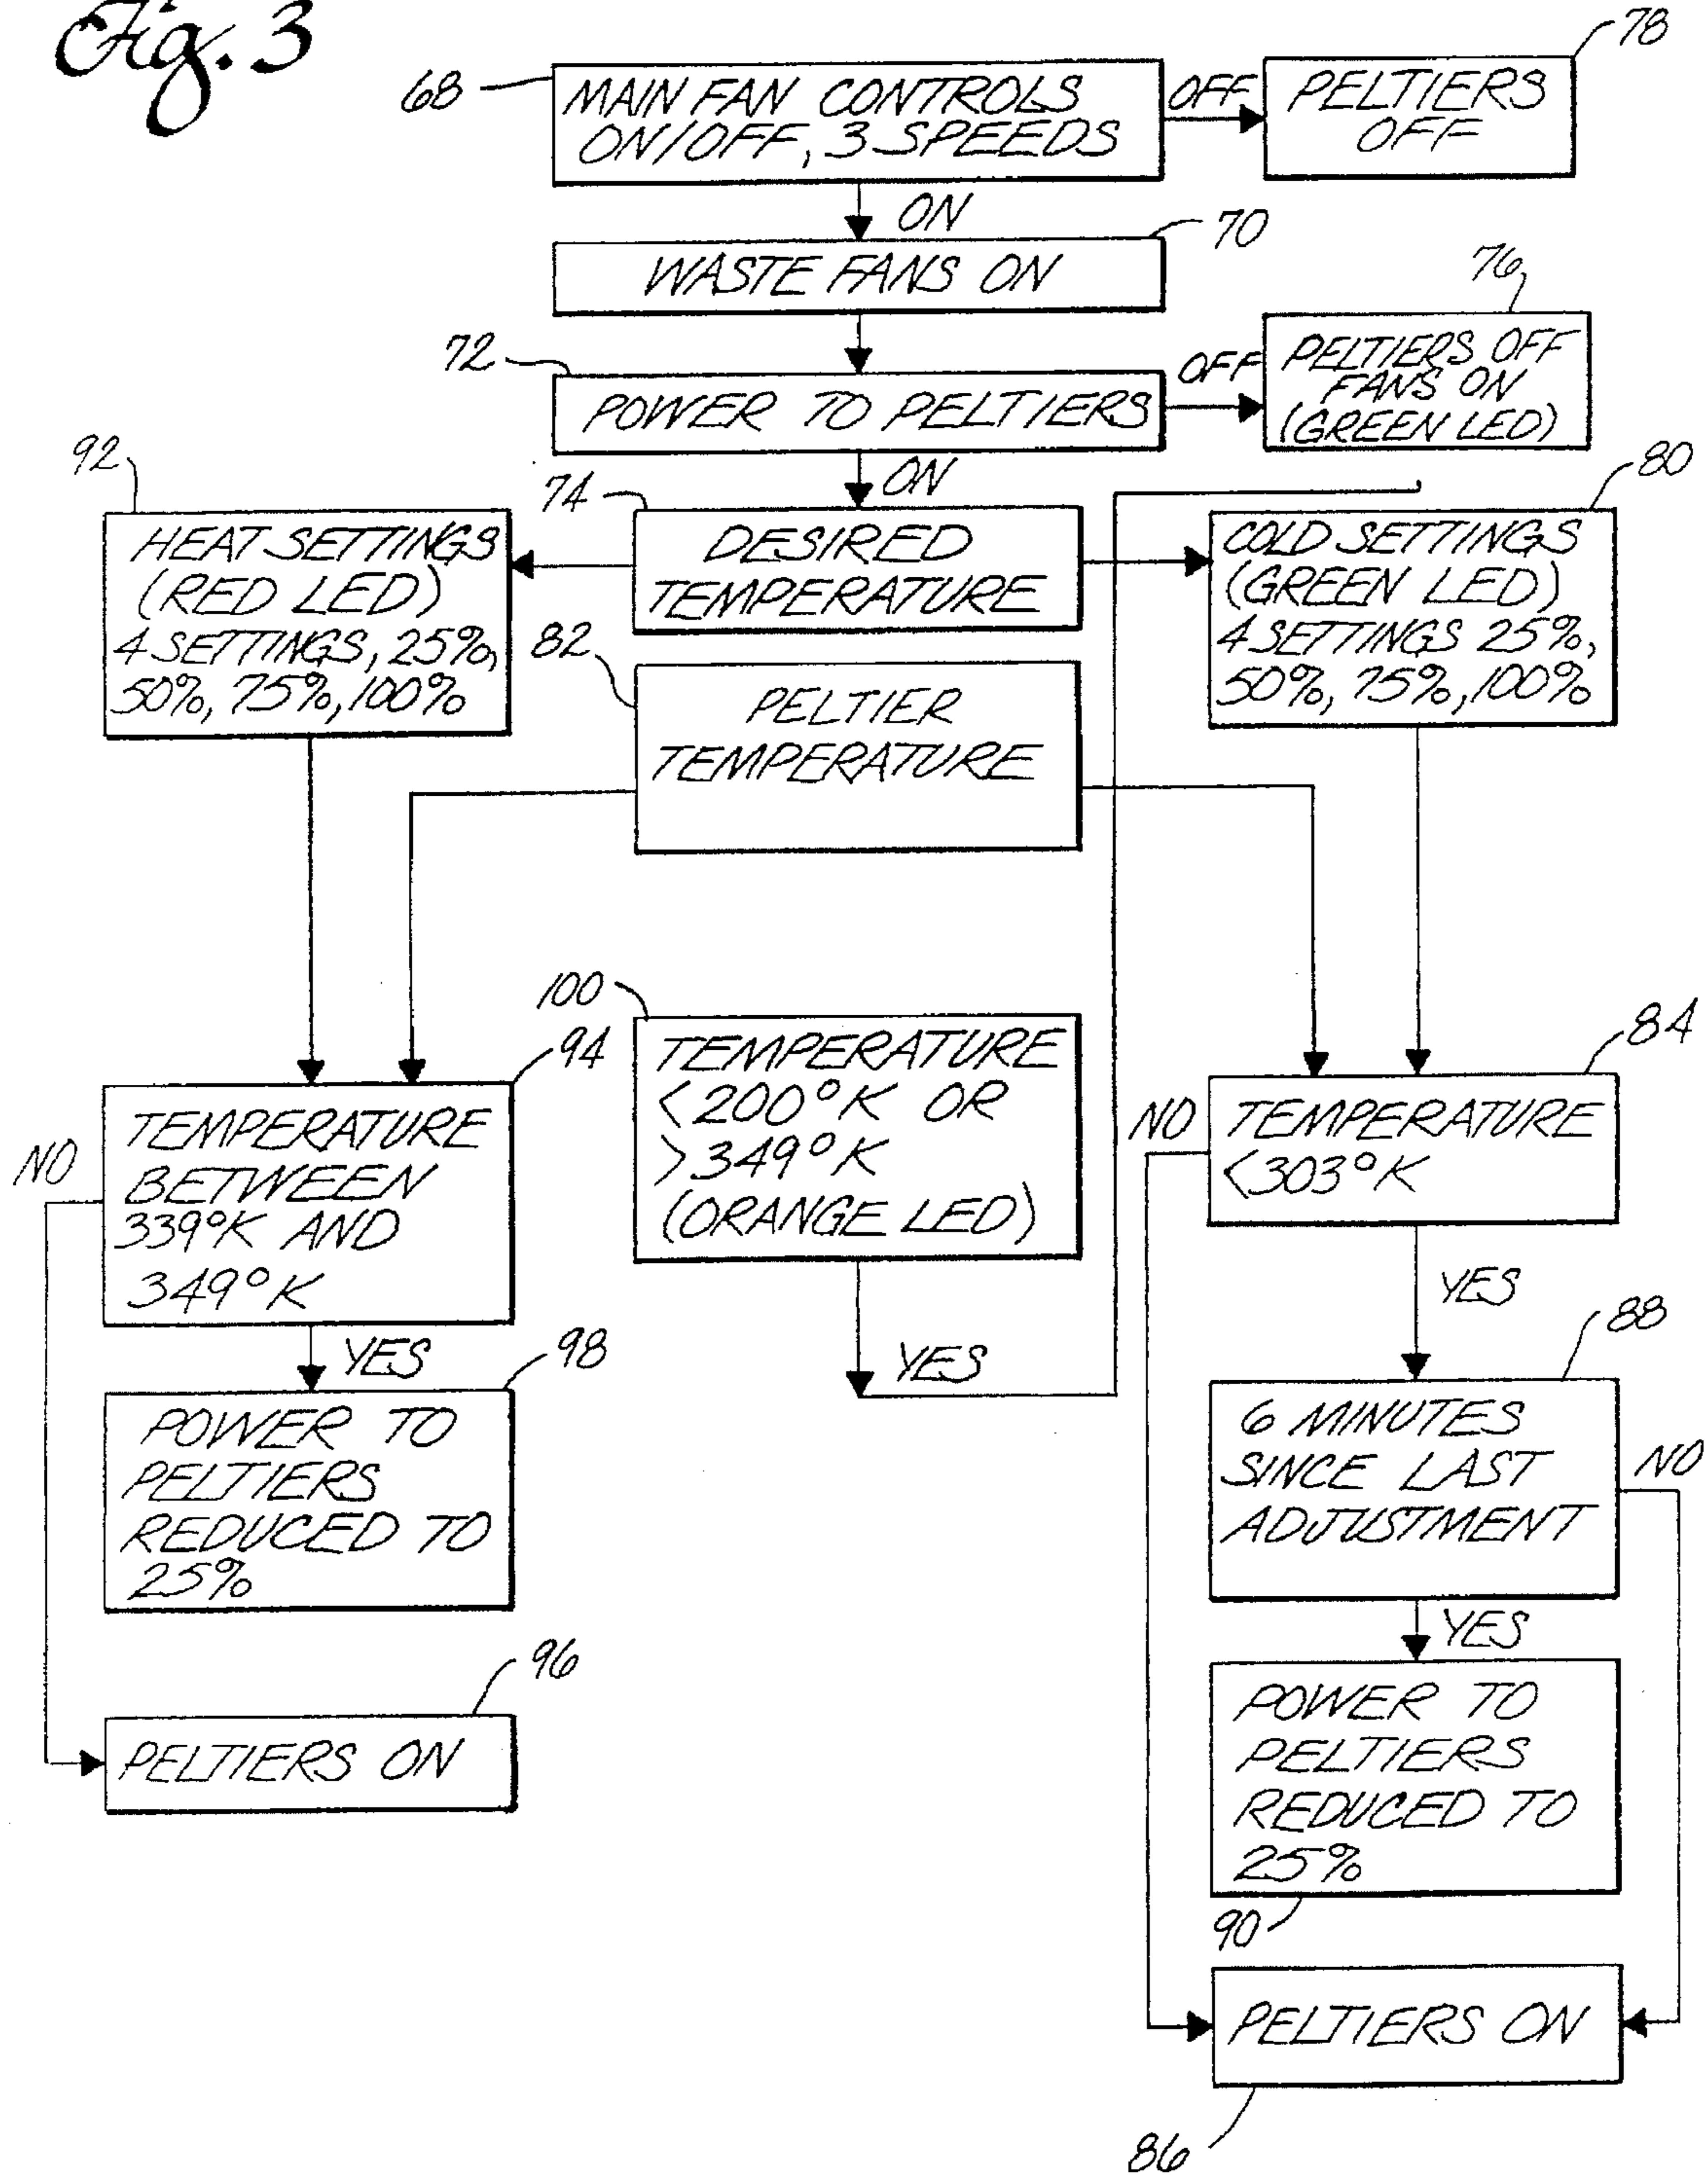 Fig. 3
68
MAIN FAN CONTROLS
ON/OFF, 3 SPEEDS
OFF
78
PELTIERS
OFF
ON
70
WASTE FANS ON
76
72
POWER TO PELTIERS
OFF
PELTIERS OFF
FANS ON
(GREEN LED)
ON
92
HEAT SETTINGS
(RED LED)
4 SETTINGS, 25%,
50%, 75%, 100%
74
DESIRED
TEMPERATURE
80
COLD SETTINGS
(GREEN LED)
4 SETTINGS 25%,
50%, 75%, 100%
82
PELTIER
TEMPERATURE
100
TEMPERATURE
<200°K OR
>349°K
(ORANGE LED)
YES
94
TEMPERATURE
BETWEEN
339°K AND
349°K
NO
YES
98
POWER TO
PELTIERS
REDUCED TO
25%
96
PELTIERS ON
84
NO
TEMPERATURE
<303°K
YES
88
6 MINUTES
SINCE LAST
ADJUSTMENT
NO
YES
POWER TO
PELTIERS
REDUCED TO
25%
90
PELTIERS ON
86